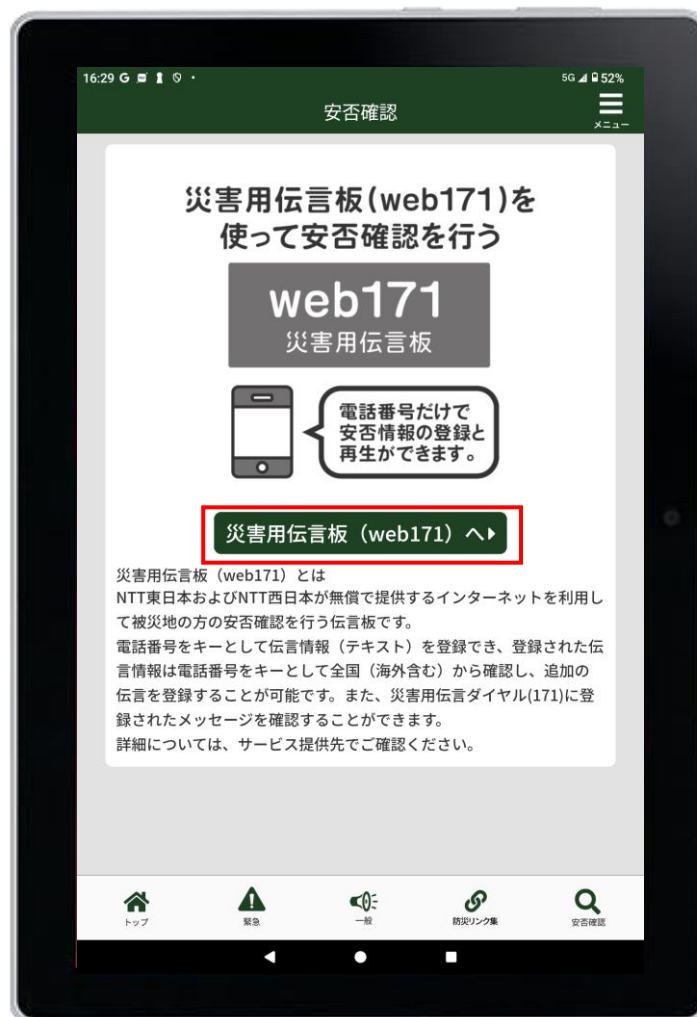 16:29 G
5G 52%
安否確認
メニュー
災害用伝言板(web171)を
使って安否確認を行う
web171
災害用伝言板
電話番号だけで
安否情報の登録と
再生ができます。
災害用伝言板（web171）へ
災害用伝言板（web171）とは
NTT東日本およびNTT西日本が無償で提供するインターネットを利用し
て被災地の方の安否確認を行う伝言板です。
電話番号をキーとして伝言情報（テキスト）を登録でき、登録された伝
言情報は電話番号をキーとして全国（海外含む）から確認し、追加の
伝言を登録することが可能です。また、災害用伝言ダイヤル(171)に登
録されたメッセージを確認することができます。
詳細については、サービス提供先でご確認ください。
トップ
緊急
一般
防災リンク集
安否確認